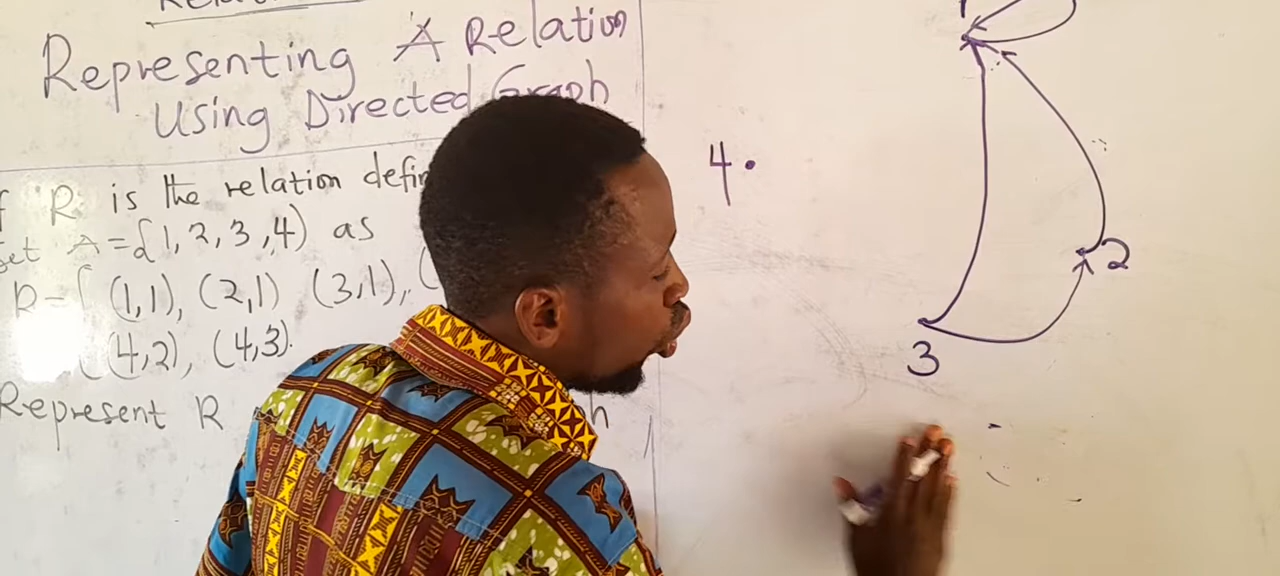 Representing A Relation
Using Directed Graph
R is the relation
set A={1,2,3,4) as
R={ (1,1), (2,1) (3,1), (
(4,2), (4,3).
Represent R
4
2
3